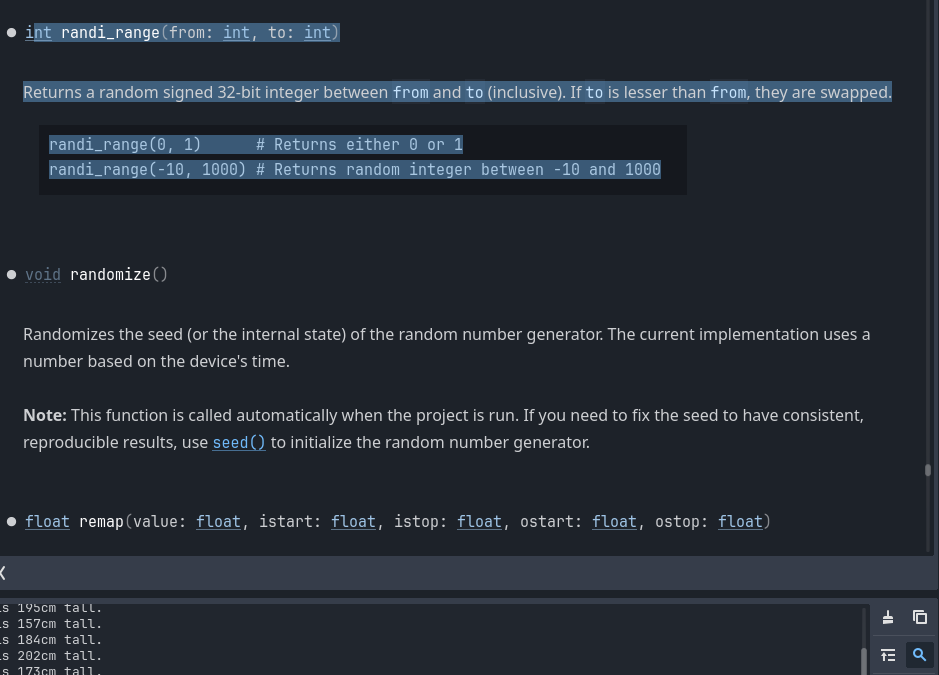 int randi_range(from: int, to: int)
Returns a random signed 32-bit integer between from and to (inclusive). If to is lesser than from, they are swapped.
randi_range(0, 1)      # Returns either 0 or 1
randi_range(-10, 1000) # Returns random integer between -10 and 1000
void randomize()
Randomizes the seed (or the internal state) of the random number generator. The current implementation uses a
number based on the device's time.
Note: This function is called automatically when the project is run. If you need to fix the seed to have consistent,
reproducible results, use seed() to initialize the random number generator.
float remap(value: float, istart: float, istop: float, ostart: float, ostop: float)
s 195cm tall.
s 157cm tall.
s 184cm tall.
s 202cm tall.
s 173cm tall.